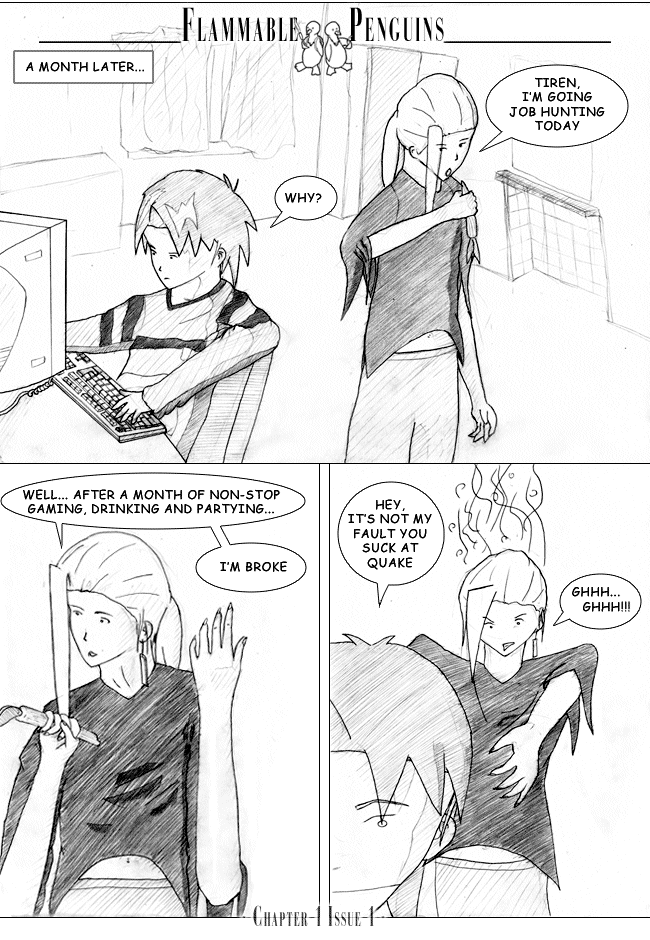 FLAMMABLE PENGUINS
A MONTH LATER...
TIREN,
I'M GOING
JOB HUNTING
TODAY
WHY?
WELL... AFTER A MONTH OF NON-STOP
GAMING, DRINKING AND PARTYING...
I'M BROKE
HEY,
IT'S NOT MY
FAULT YOU
SUCK AT
QUAKE
GHHH...
GHHH!!!
CHAPTER-1 ISSUE-1